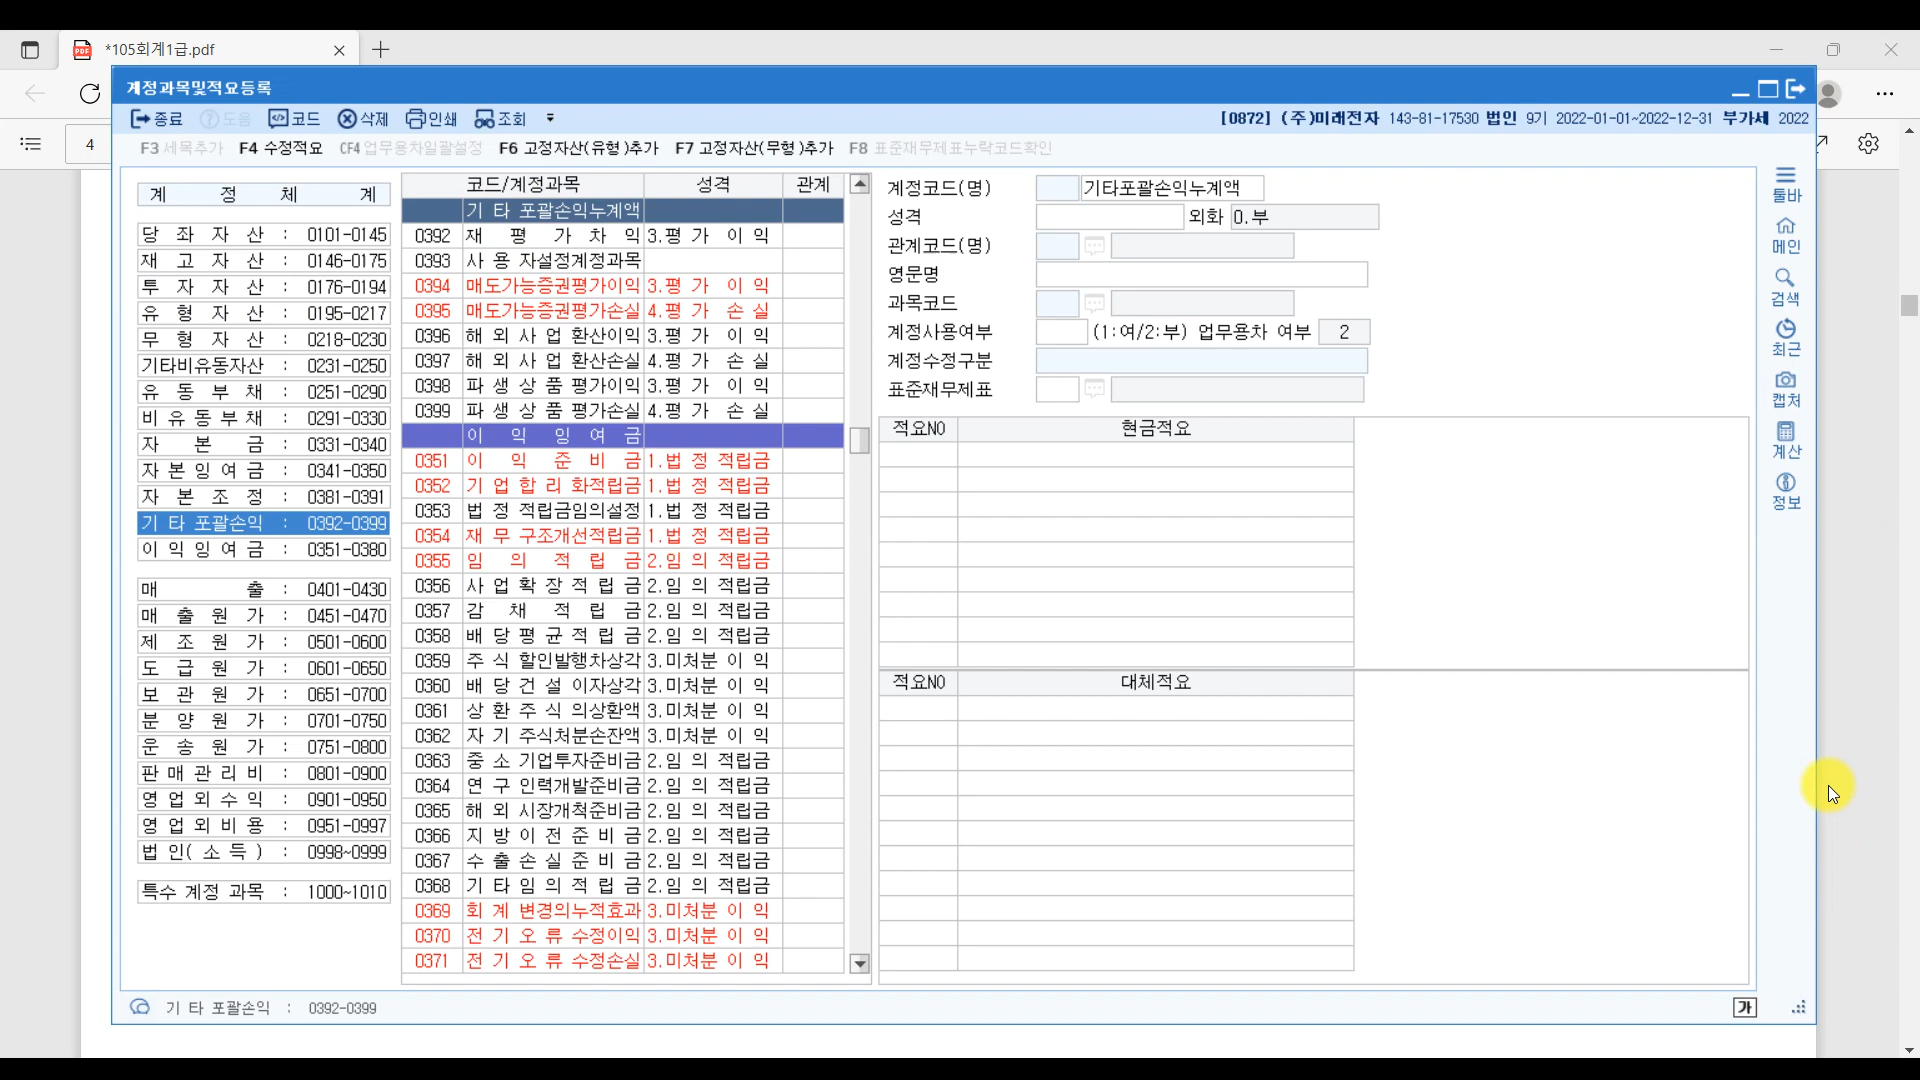 *105회계1급.pdf
4
계정과목및적요등록
종료 도움 코드 삭제 인쇄 조회
[0872] (주)미래전자 143-81-17530 법인 9기 2022-01-01~2022-12-31 부가세 2022
F3 세목추가 F4 수정적요 CF4 업무용차일괄설정 F6 고정자산(유형)추가 F7 고정자산(무형)추가 F8 표준재무제표누락코드확인
계 정 체 계
당 좌 자 산 : 0101-0145
재 고 자 산 : 0146-0175
투 자 자 산 : 0176-0194
유 형 자 산 : 0195-0217
무 형 자 산 : 0218-0230
기타비유동자산 : 0231-0250
유 동 부 채 : 0251-0290
비 유 동 부 채 : 0291-0330
자 본 금 : 0331-0340
자 본 잉 여 금 : 0341-0350
자 본 조 정 : 0381-0391
기 타 포괄손익 : 0392-0399
이 익 잉 여 금 : 0351-0380
매 출 : 0401-0430
매 출 원 가 : 0451-0470
제 조 원 가 : 0501-0600
도 급 원 가 : 0601-0650
보 관 원 가 : 0651-0700
분 양 원 가 : 0701-0750
운 송 원 가 : 0751-0800
판 매 관 리 비 : 0801-0900
영 업 외 수 익 : 0901-0950
영 업 외 비 용 : 0951-0997
법 인( 소 득 ) : 0998~0999
특수 계정 과목 : 1000~1010
코드/계정과목 성격 관계
기 타 포괄손익누계액
0392 재 평 가 차 익 3.평 가 이 익
0393 사 용 자설정계정과목
0394 매도가능증권평가이익 3.평 가 이 익
0395 매도가능증권평가손실 4.평 가 손 실
0396 해 외 사 업 환산이익 3.평 가 이 익
0397 해 외 사 업 환산손실 4.평 가 손 실
0398 파 생 상 품 평가이익 3.평 가 이 익
0399 파 생 상 품 평가손실 4.평 가 손 실
이 익 잉 여 금
0351 이 익 준 비 금 1.법 정 적립금
0352 기 업 합 리 화적립금 1.법 정 적립금
0353 법 정 적립금임의설정 1.법 정 적립금
0354 재 무 구조개선적립금 1.법 정 적립금
0355 임 의 적 립 금 2.임 의 적립금
0356 사 업 확 장 적 립 금 2.임 의 적립금
0357 감 채 적 립 금 2.임 의 적립금
0358 배 당 평 균 적 립 금 2.임 의 적립금
0359 주 식 할인발행차상각 3.미처분 이 익
0360 배 당 건 설 이자상각 3.미처분 이 익
0361 상 환 주 식 의상환액 3.미처분 이 익
0362 자 기 주식처분손잔액 3.미처분 이 익
0363 중 소 기업투자준비금 2.임 의 적립금
0364 연 구 인력개발준비금 2.임 의 적립금
0365 해 외 시장개척준비금 2.임 의 적립금
0366 지 방 이 전 준 비 금 2.임 의 적립금
0367 수 출 손 실 준 비 금 2.임 의 적립금
0368 기 타 임 의 적 립 금 2.임 의 적립금
0369 회 계 변경의누적효과 3.미처분 이 익
0370 전 기 오 류 수정이익 3.미처분 이 익
0371 전 기 오 류 수정손실 3.미처분 이 익
계정코드(명) 기타포괄손익누계액
성격 외화 0.부
관계코드(명)
영문명
과목코드
계정사용여부 (1:여/2:부) 업무용차 여부 2
계정수정구분
표준재무제표
적요NO 현금적요
적요NO 대체적요
툴바
메인
검색
최근
캡처
계산
정보
기 타 포괄손익 : 0392-0399
가